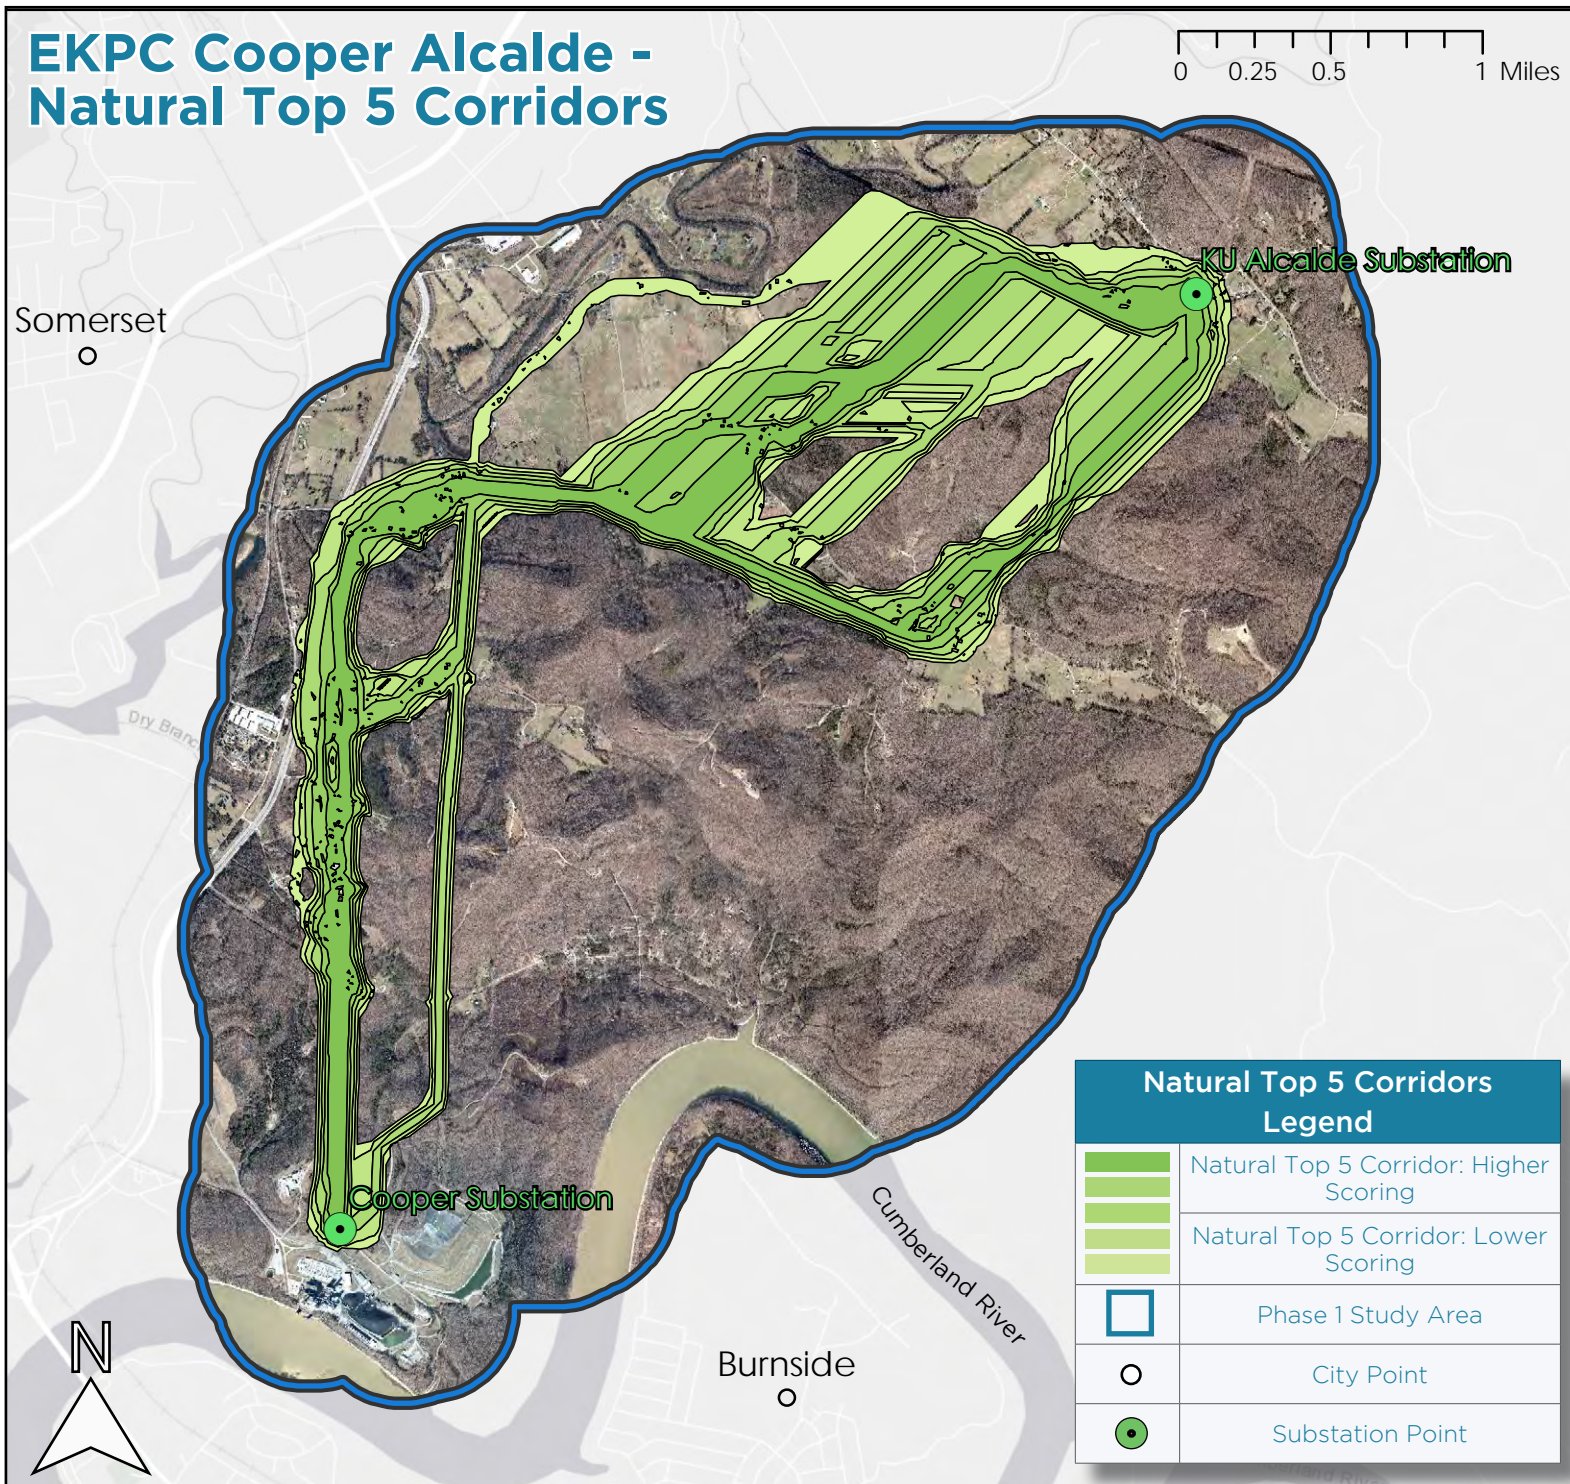 EKPC Cooper Alcalde -
Natural Top 5 Corridors
0 0.25 0.5 1 Miles
KU Alcalde Substation
Somerset
Dry Branch
Cooper Substation
Cumberland River
Burnside
N
Natural Top 5 Corridors
Legend
Natural Top 5 Corridor: Higher
Scoring
Natural Top 5 Corridor: Lower
Scoring
Phase 1 Study Area
City Point
Substation Point